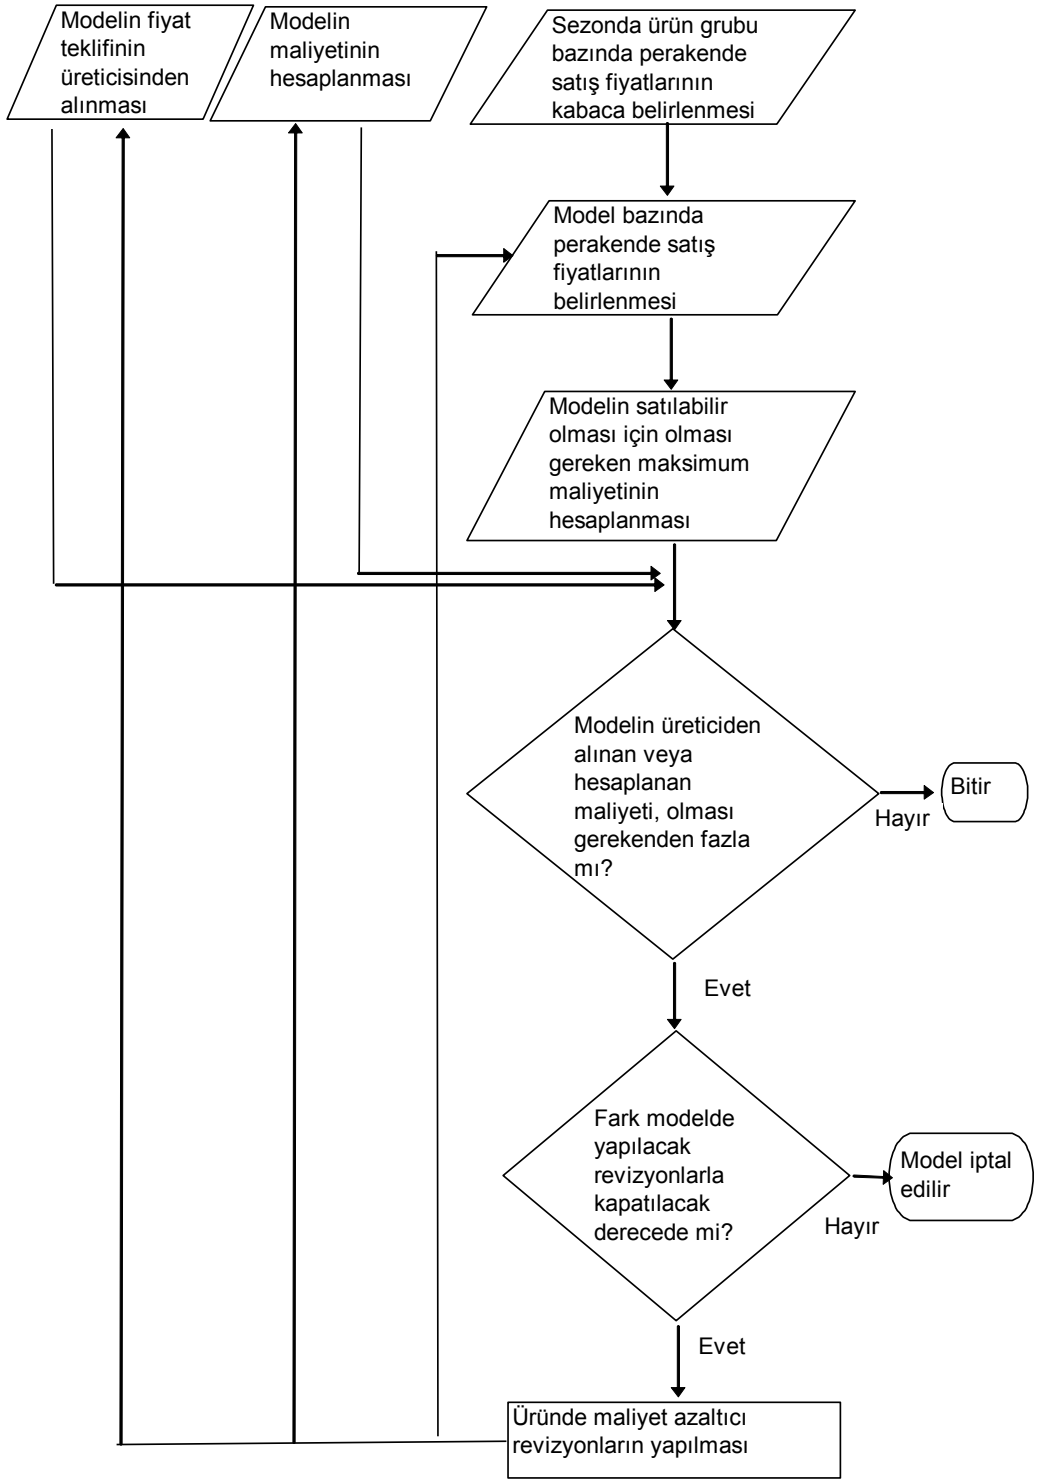 Modelin fiyat
teklifinin
üreticisinden
alınması
Modelin
maliyetinin
hesaplanması
Sezonda ürün grubu
bazında perakende
satış fiyatlarının
kabaca belirlenmesi
Model bazında
perakende satış
fiyatlarının
belirlenmesi
Modelin satılabilir
olması için olması
gereken maksimum
maliyetinin
hesaplanması
Modelin üreticiden
alınan veya
hesaplanan
maliyeti, olması
gerekenden fazla
mı?
Hayır
Bitir
Evet
Fark modelde
yapılacak
revizyonlarla
kapatılacak
derecede mi?
Hayır
Model iptal
edilir
Evet
Üründe maliyet azaltıcı
revizyonların yapılması